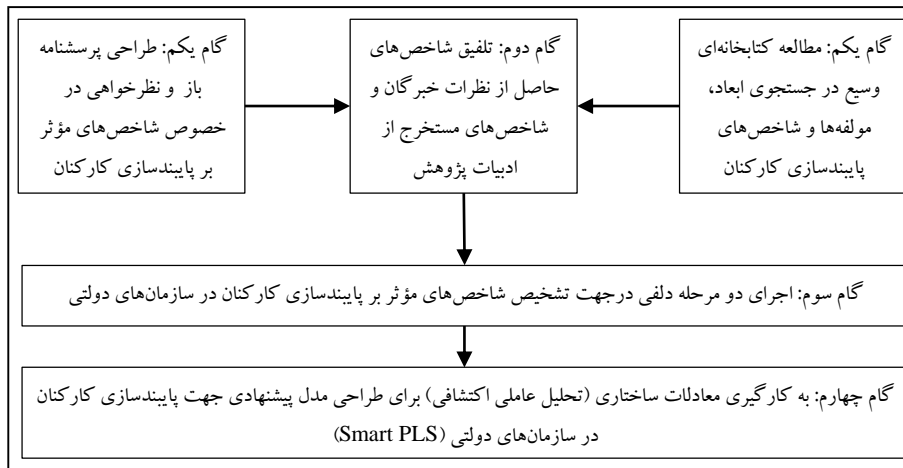 گام یکم: مطالعه کتابخانه‌ای
وسیع در جستجوی ابعاد،
مولفه‌ها و شاخص‌های
پایبندسازی کارکنان
گام دوم: تلفیق شاخص‌های
حاصل از نظرات خبرگان و
شاخص‌های مستخرج از
ادبیات پژوهش
گام یکم: طراحی پرسشنامه
باز و نظرخواهی در
خصوص شاخص‌های مؤثر
بر پایبندسازی کارکنان
گام سوم: اجرای دو مرحله دلفی درجهت تشخیص شاخص‌های مؤثر بر پایبندسازی کارکنان در سازمان‌های دولتی
گام چهارم: به کارگیری معادلات ساختاری (تحلیل عاملی اکتشافی) برای طراحی مدل پیشنهادی جهت پایبندسازی کارکنان
در سازمان‌های دولتی (Smart PLS)